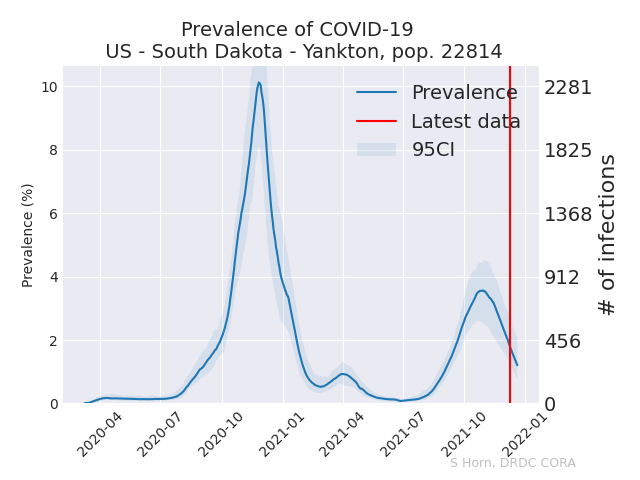 Prevalence of COVID-19
US - South Dakota - Yankton, pop. 22814
Prevalence
Latest data
95CI
Prevalence (%)
10
8
6
4
2
0
2281
1825
1368
912
456
0
# of infections
2020-04
2020-07
2020-10
2021-01
2021-04
2021-07
2021-10
2022-01
S Horn, DRDC CORA